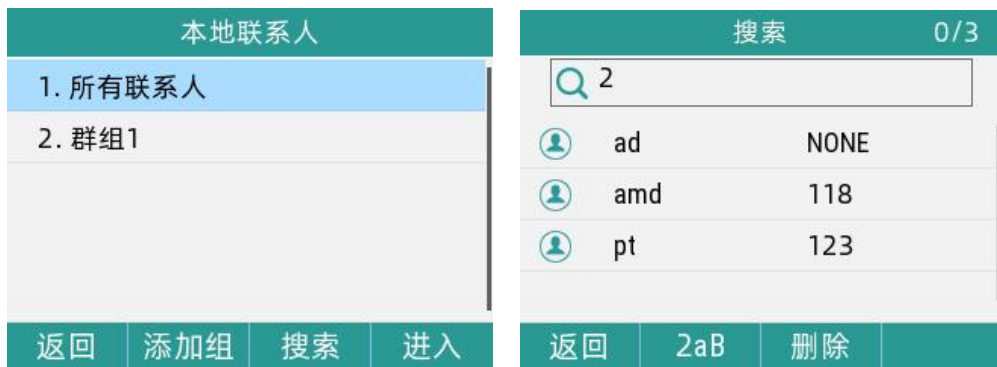 本地联系人
1. 所有联系人
2. 群组1
返回 添加组 搜索 进入
搜索 0/3
2
ad NONE
amd 118
pt 123
返回 2aB 删除